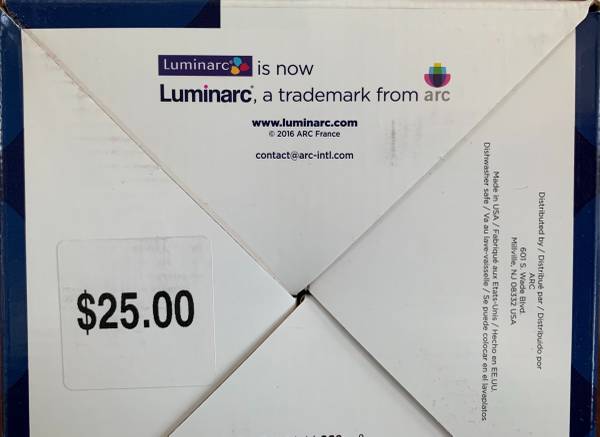 Luminarc is now
Luminarc®, a trademark from arc
www.luminarc.com
© 2016 ARC France
contact@arc-intl.com
$25.00
Distributed by / Distribué par / Distribuido por
ARC
601 S. Wade Blvd.
Millville, NJ 08332 USA
Made in USA / Fabriqué aux Etats-Unis / Hecho en EE.UU.
Dishwasher safe / Va au lave-vaisselle / Se puede colocar en el lavaplatos